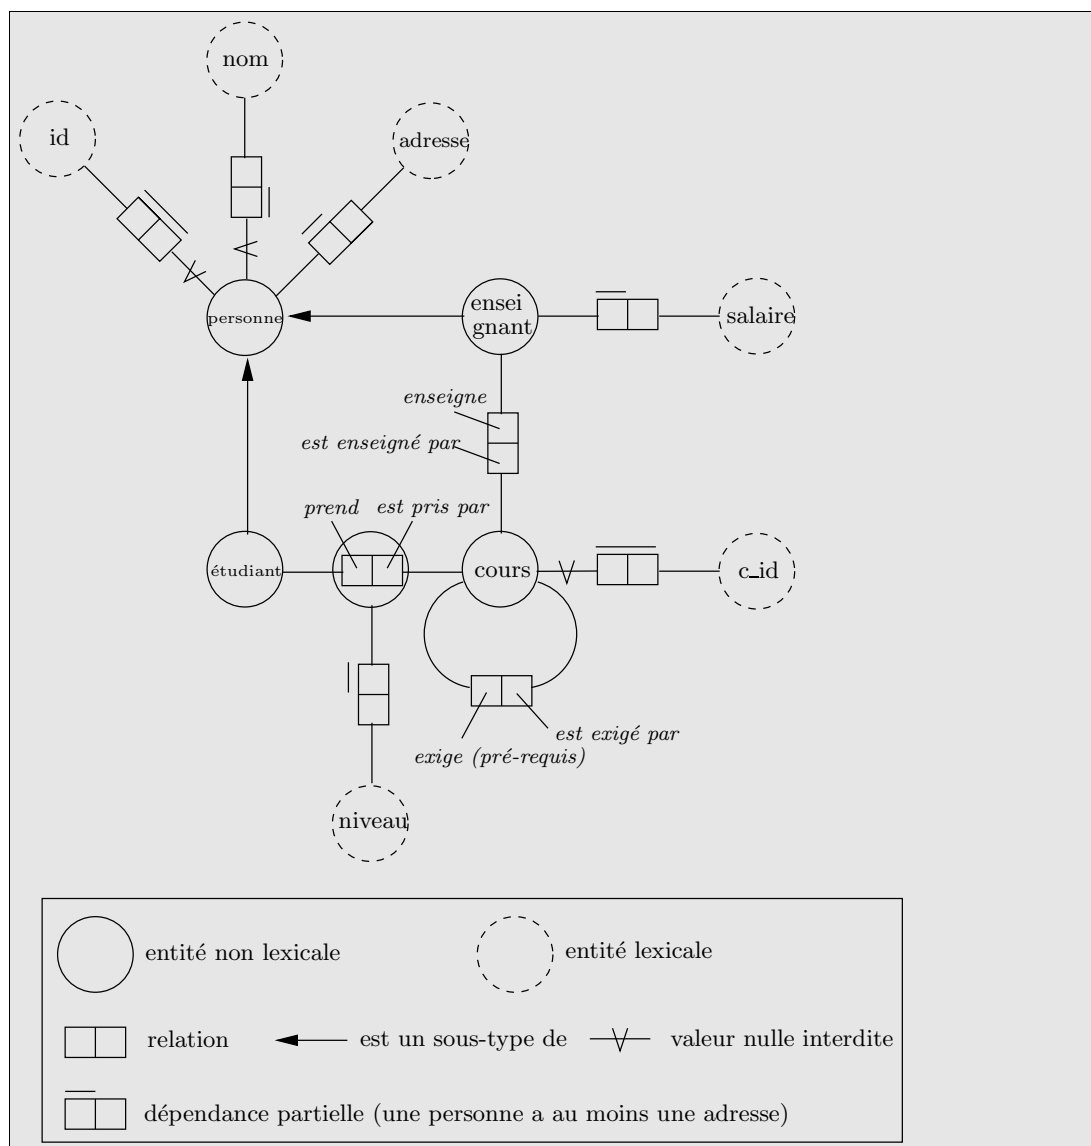 nom
id
adresse
personne
ensei
gnant
salaire
enseigne
est enseigné par
prend
est pris par
étudiant
cours
c_id
est exigé par
exige (pré-requis)
niveau
entité non lexicale
entité lexicale
relation
est un sous-type de
valeur nulle interdite
dépendance partielle (une personne a au moins une adresse)